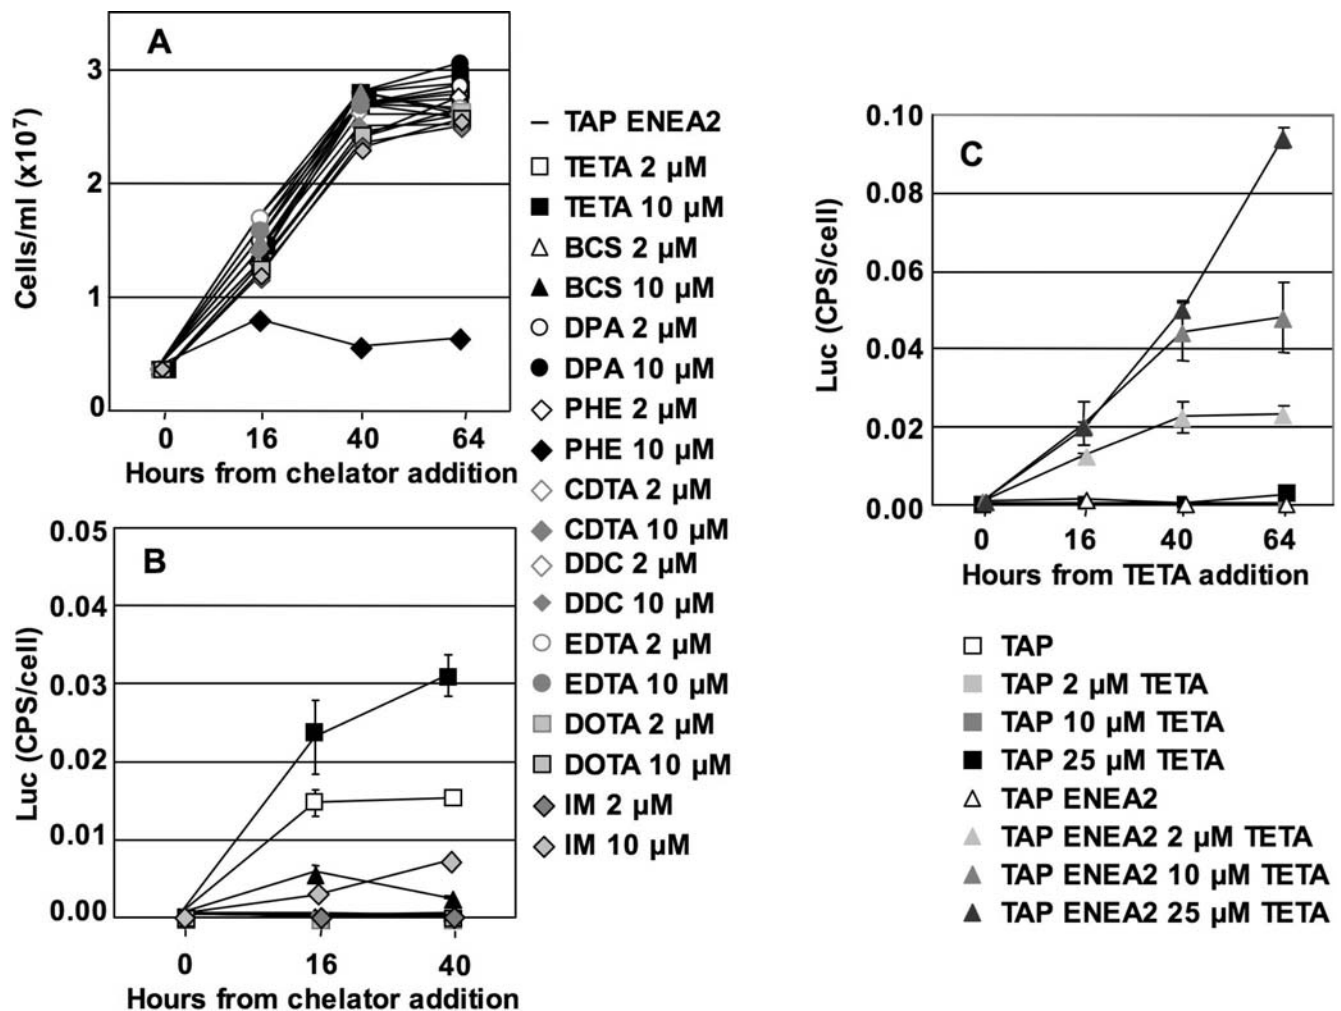 A
Cells/ml (x10⁷)
3
2
1
0
0 16 40 64
Hours from chelator addition
B
Luc (CPS/cell)
0.05
0.04
0.03
0.02
0.01
0.00
0 16 40
Hours from chelator addition
TAP ENEA2
TETA 2 µM
TETA 10 µM
BCS 2 µM
BCS 10 µM
DPA 2 µM
DPA 10 µM
PHE 2 µM
PHE 10 µM
CDTA 2 µM
CDTA 10 µM
DDC 2 µM
DDC 10 µM
EDTA 2 µM
EDTA 10 µM
DOTA 2 µM
DOTA 10 µM
IM 2 µM
IM 10 µM
C
Luc (CPS/cell)
0.10
0.08
0.06
0.04
0.02
0.00
0 16 40 64
Hours from TETA addition
TAP
TAP 2 µM TETA
TAP 10 µM TETA
TAP 25 µM TETA
TAP ENEA2
TAP ENEA2 2 µM TETA
TAP ENEA2 10 µM TETA
TAP ENEA2 25 µM TETA